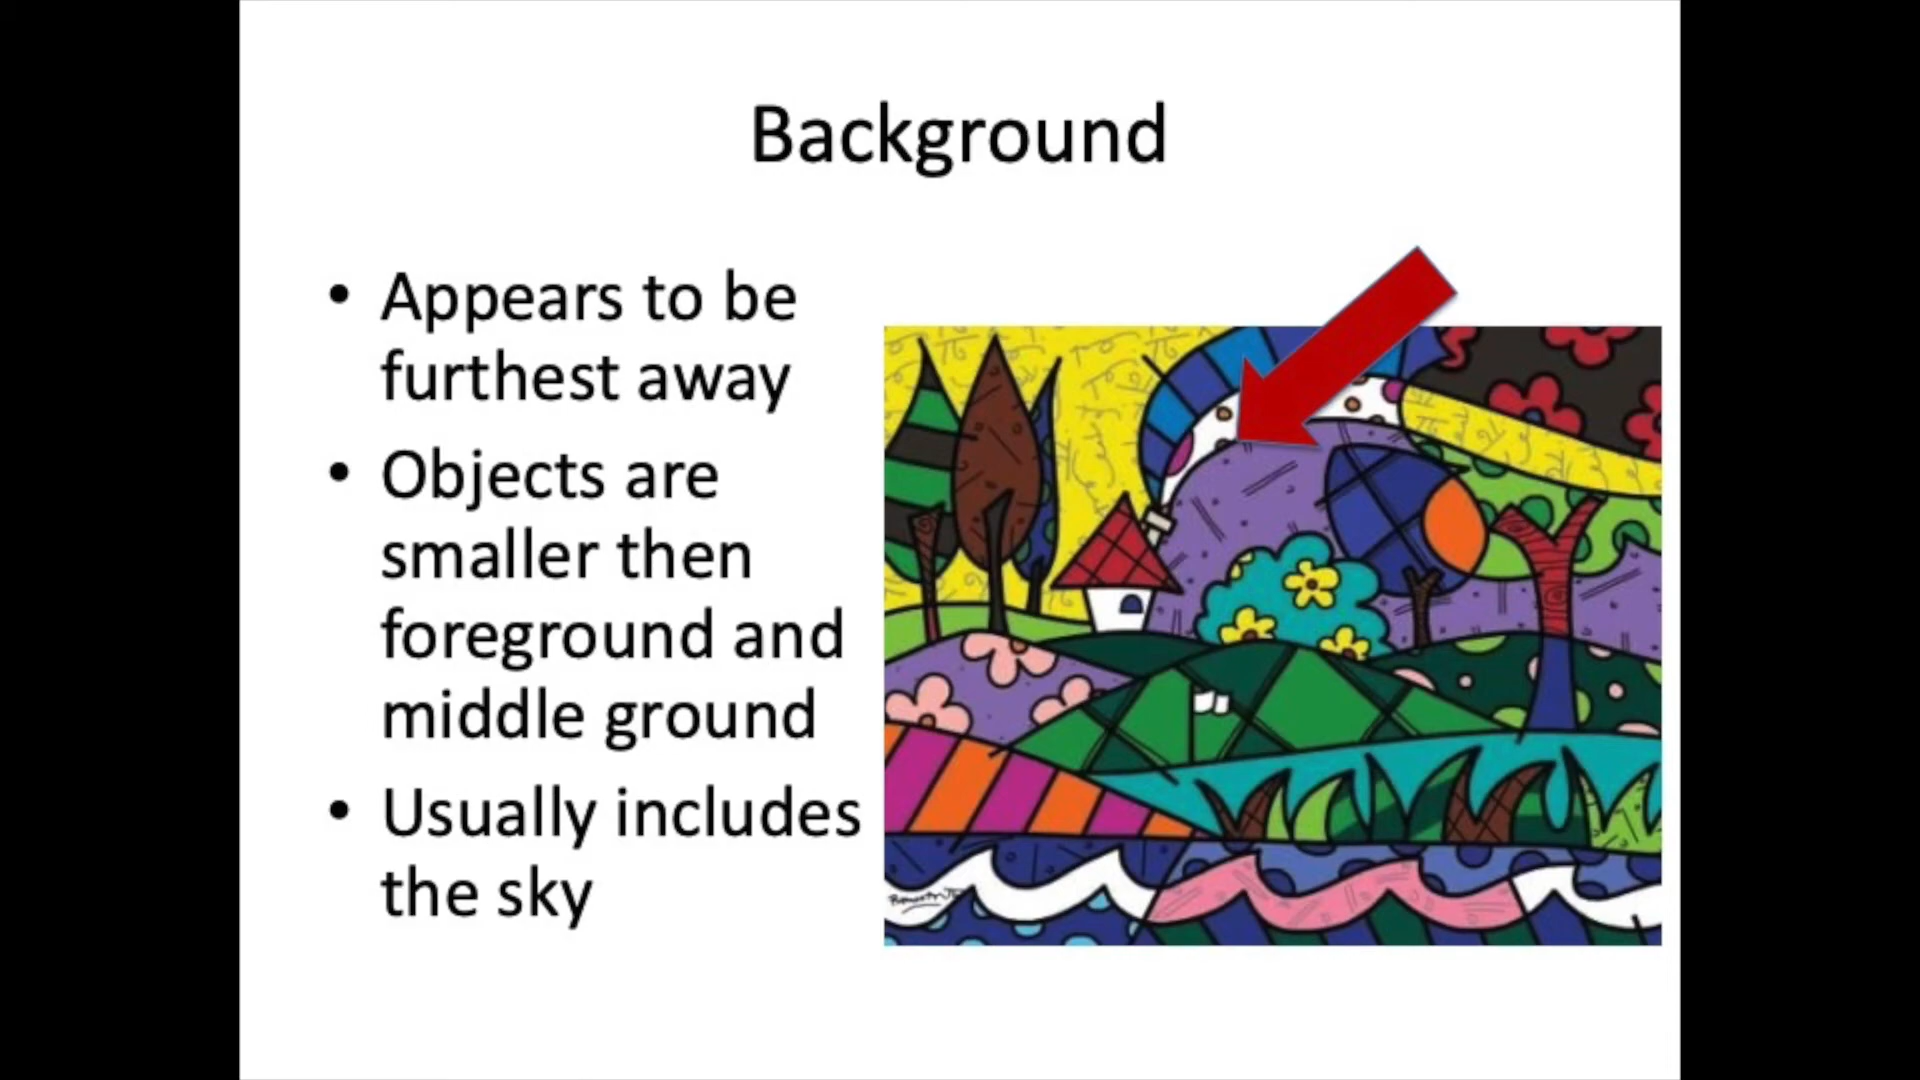 Background
• Appears to be
furthest away
• Objects are
smaller then
foreground and
middle ground
• Usually includes
the sky